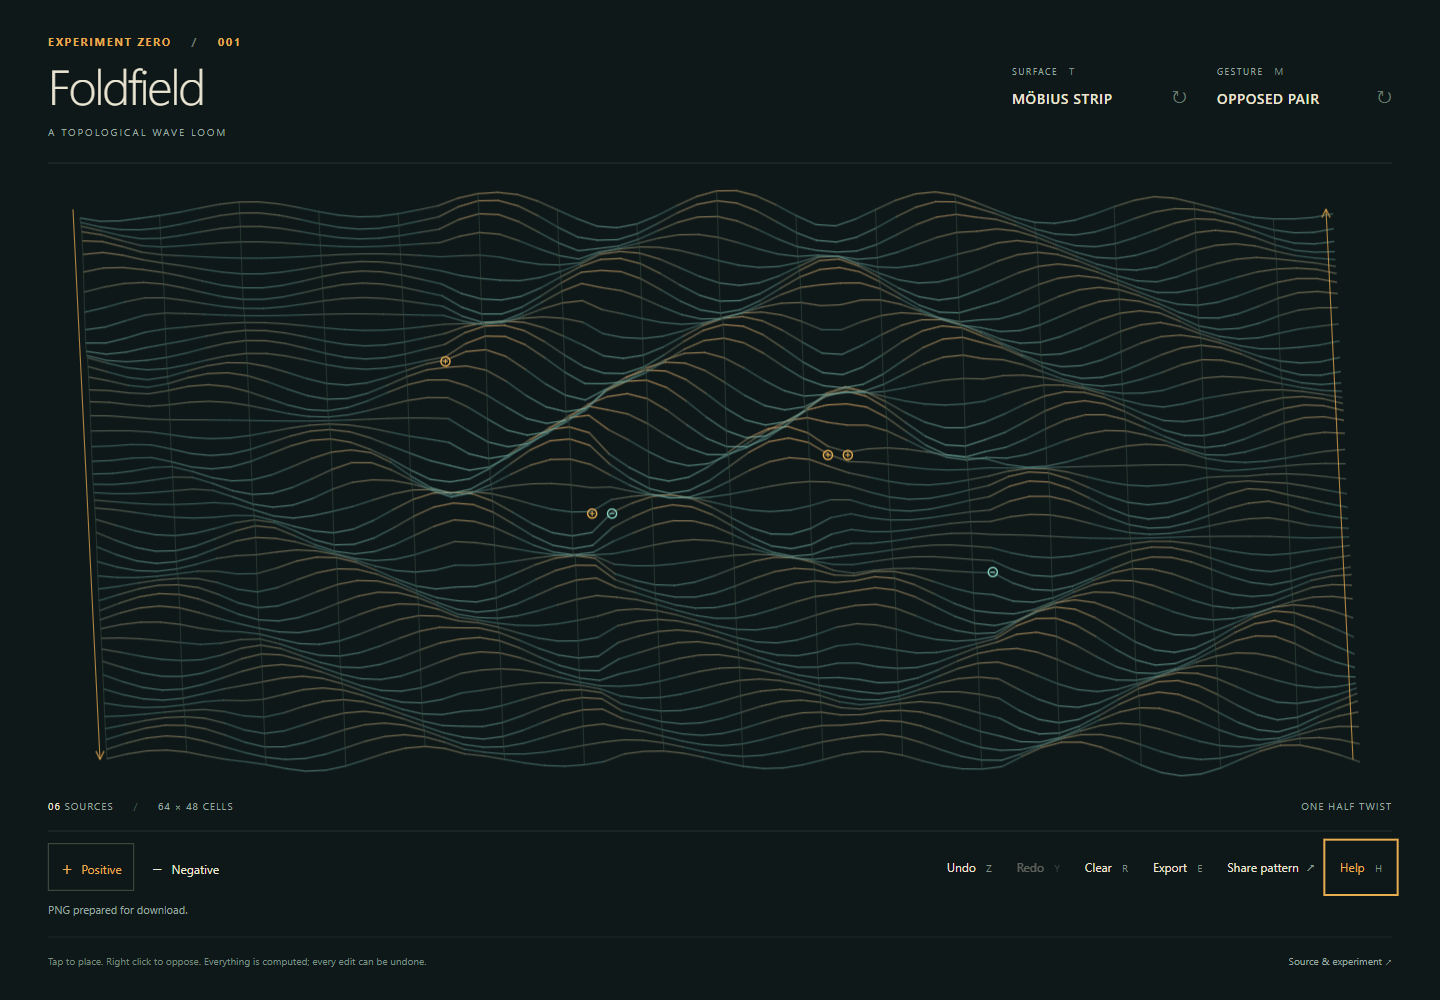 EXPERIMENT ZERO / 001
Foldfield
A TOPOLOGICAL WAVE LOOM
SURFACE T
MÖBIUS STRIP ↻
GESTURE M
OPPOSED PAIR ↻
06 SOURCES / 64 × 48 CELLS
ONE HALF TWIST
+ Positive − Negative
Undo Z Redo Y Clear R Export E Share pattern ↗ Help H
PNG prepared for download.
Tap to place. Right click to oppose. Everything is computed; every edit can be undone.
Source & experiment ↗